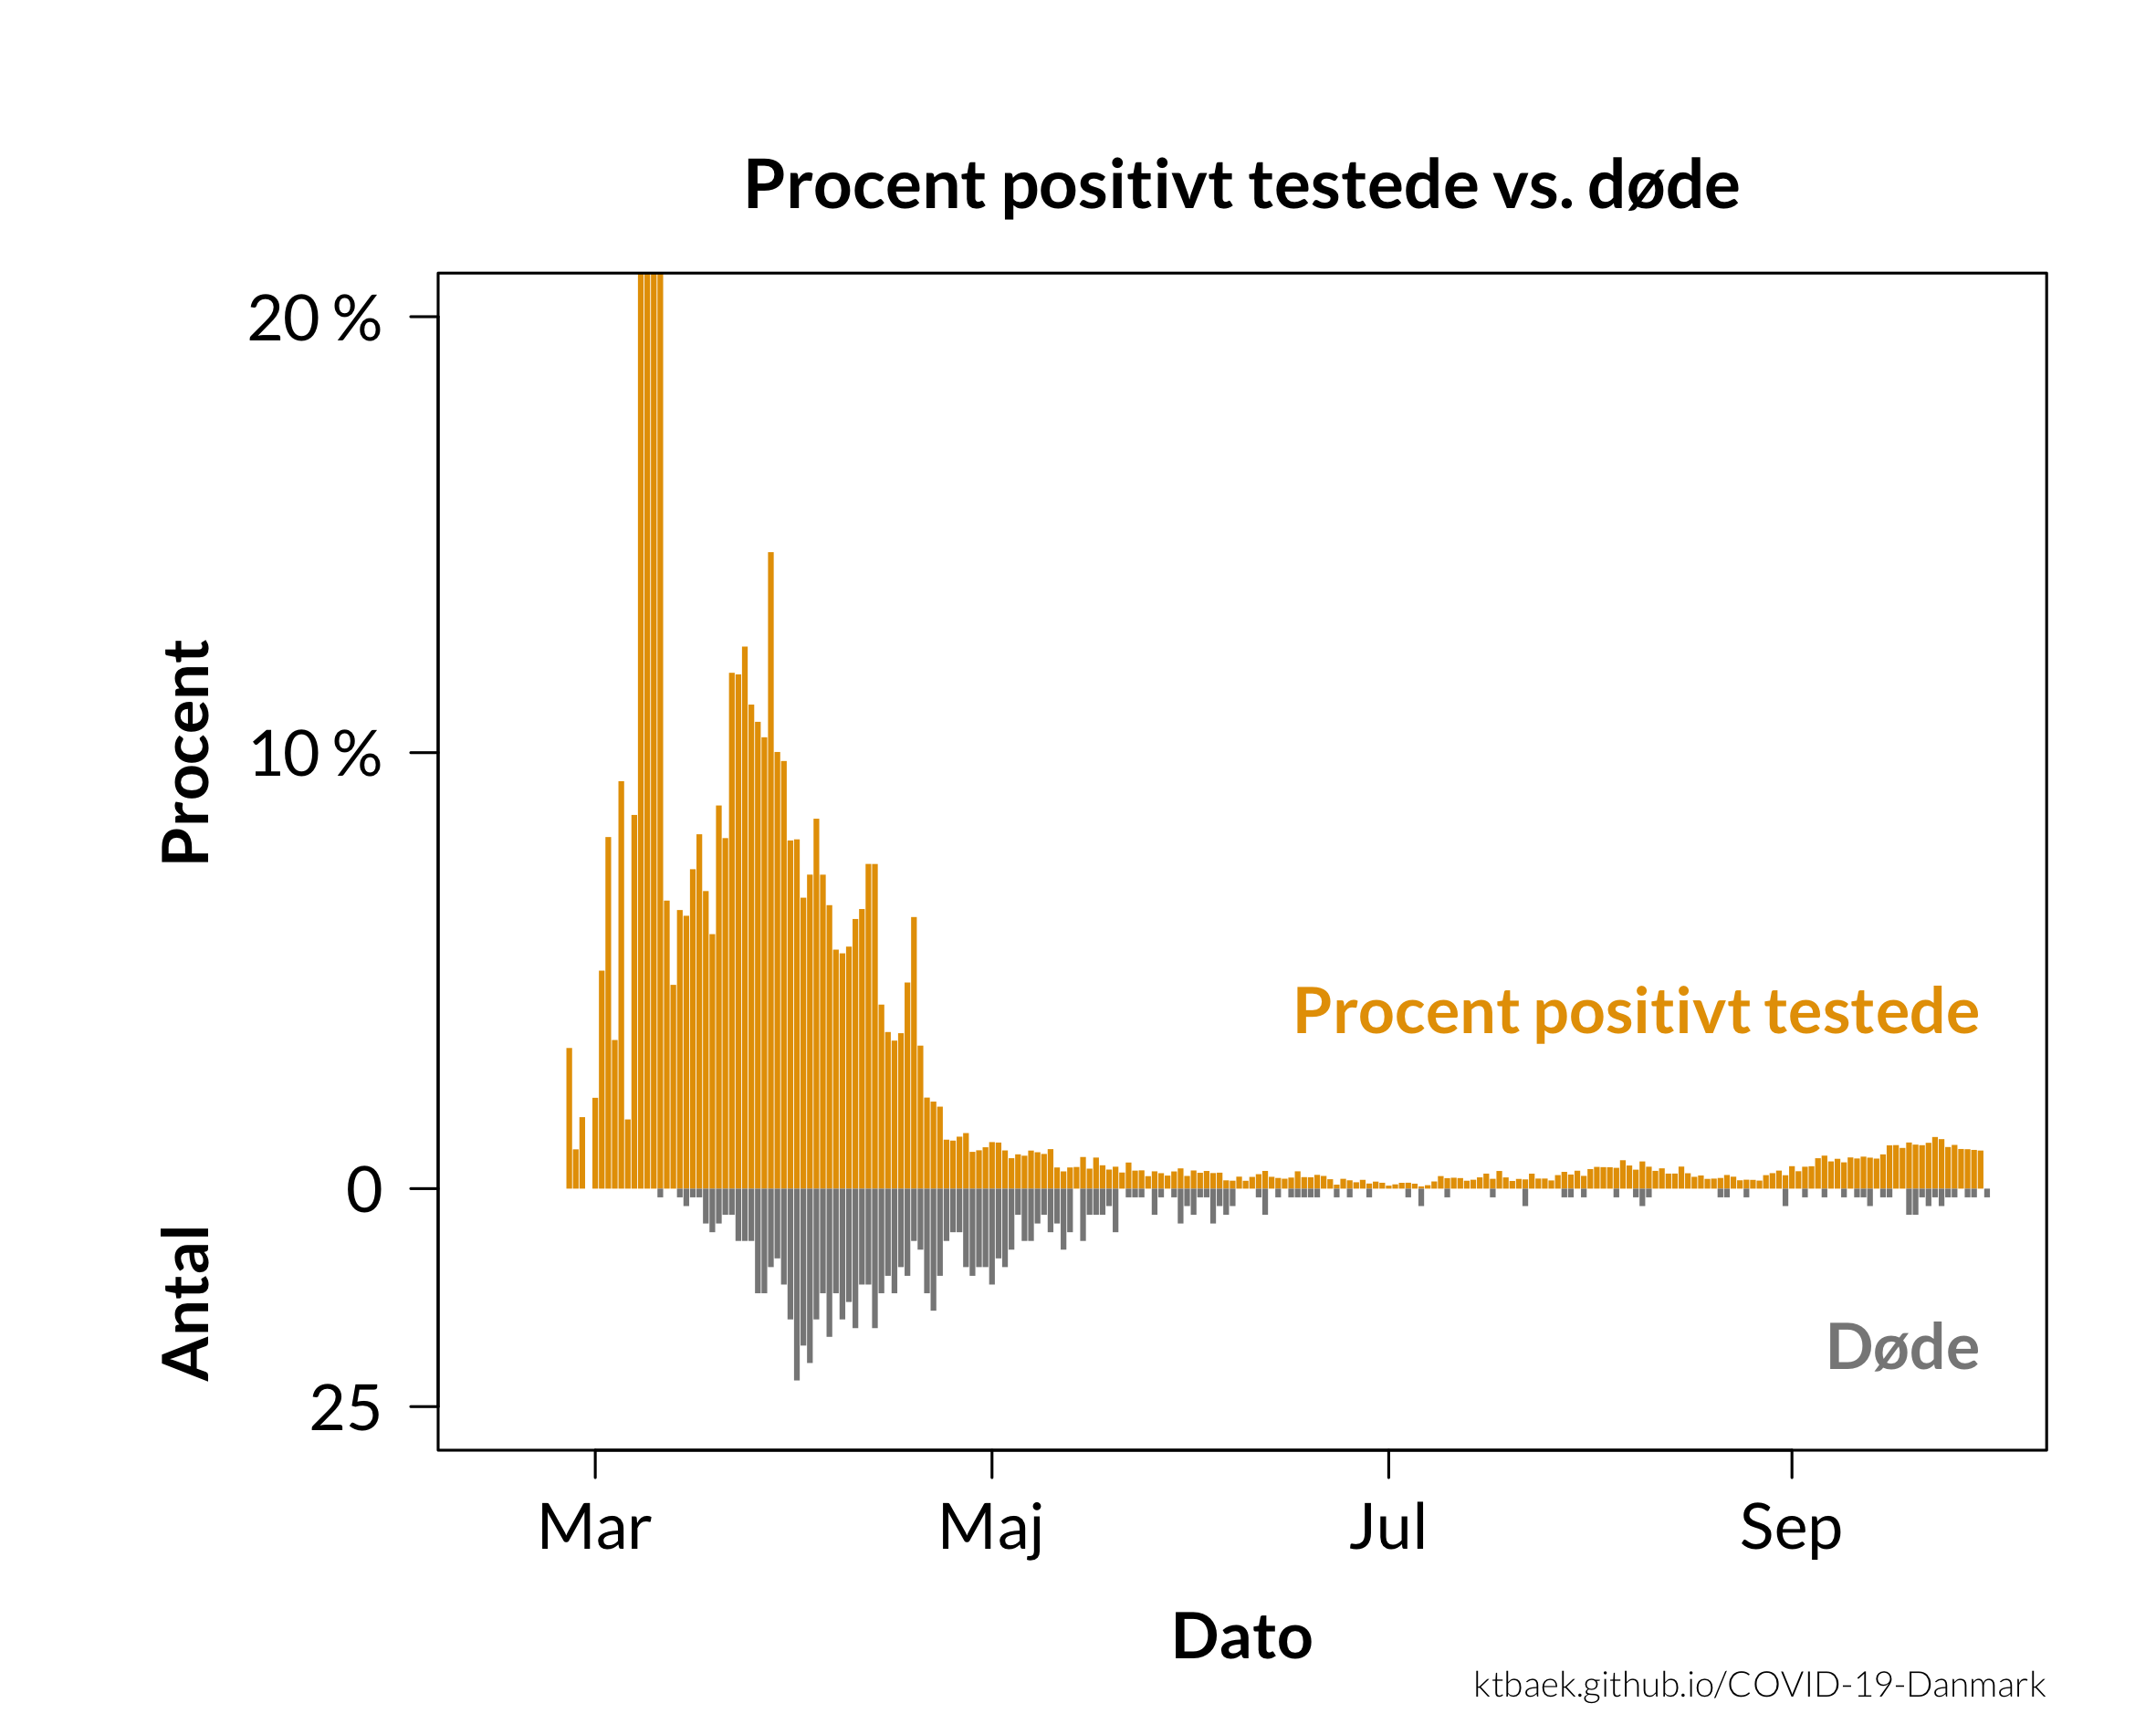 Procent positivt testede vs. døde
20 %
10 %
0
25
Procent
Antal
Procent positivt testede
Døde
Mar
Maj
Jul
Sep
Dato
ktbaek.github.io/COVID-19-Danmark